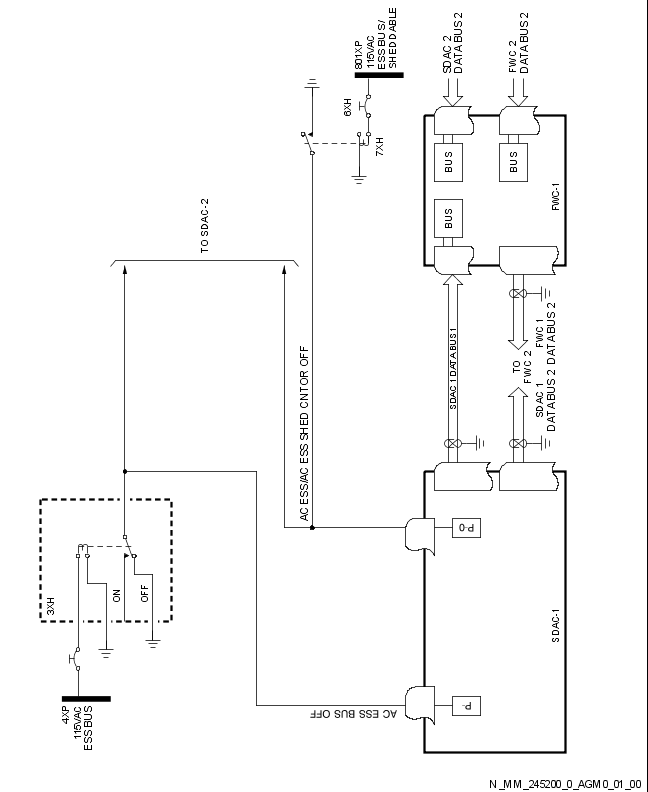 801XP
115VAC
ESS BUS/
SHEDDABLE
6XH
7XH
SDAC 2
DATA BUS 2
FWC 2
DATA BUS 2
BUS
BUS
BUS
FWC-1
TO SDAC-2
AC ESS/AC ESS SHED CNTOR OFF
SDAC 1 DATA BUS 1
FWC 1
DATA BUS 2
TO
FWC 2
SDAC 1
DATA BUS 2
3XH
ON
OFF
4XP
115VAC
ESS BUS
AC ESS BUS OFF
P-0
P-
SDAC-1
N_MM_245200_0_AGM0_01_00